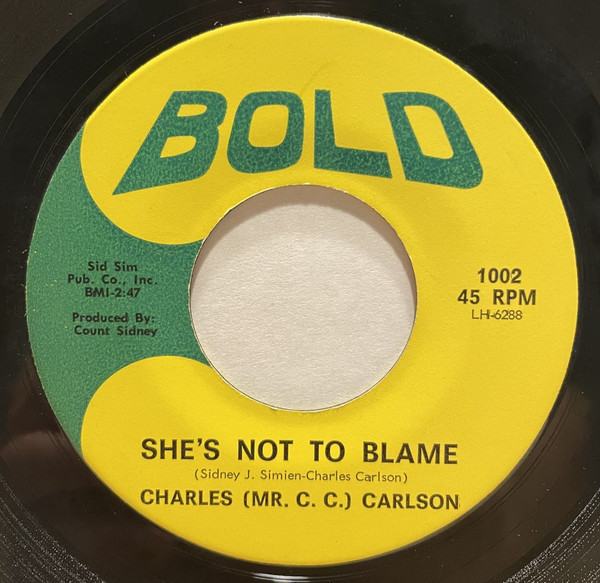 BOLD
Sid Sim
Pub. Co., Inc.
BMI-2:47
Produced By:
Count Sidney
1002
45 RPM
LH-6288
SHE'S NOT TO BLAME
(Sidney J. Simien-Charles Carlson)
CHARLES (MR. C. C.) CARLSON